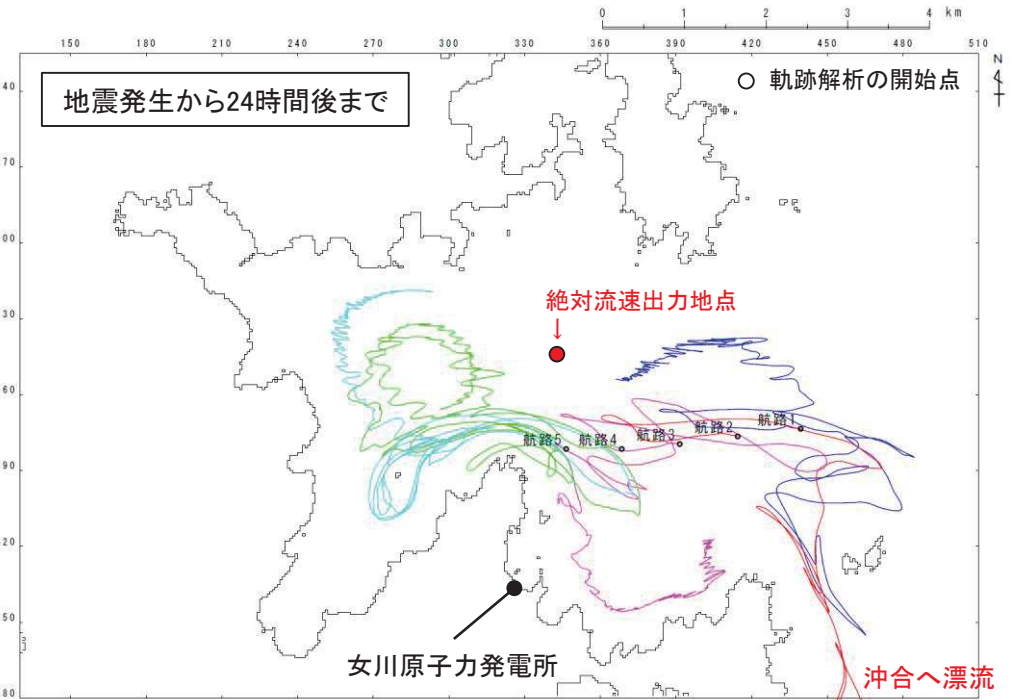 0 1 2 3 4 km
150 180 210 240 270 300 330 360 390 420 450 480 510
N
地震発生から24時間後まで
○ 軌跡解析の開始点
40
70
00
30
60
90
20
50
80
絶対流速出力地点
↓
航路1
航路2
航路3
航路4
航路5
女川原子力発電所
沖合へ漂流